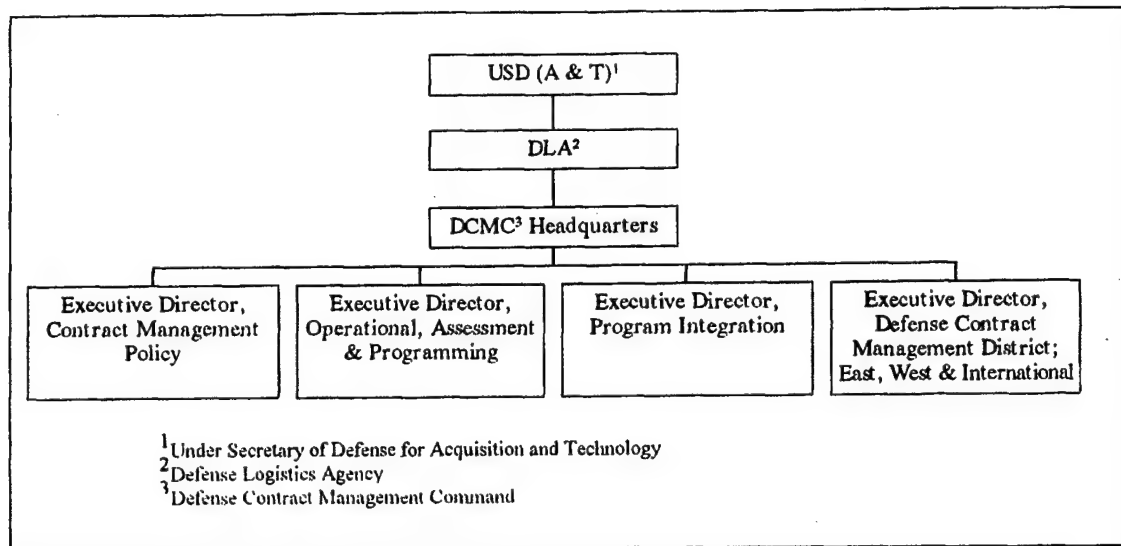 USD (A & T)¹
DLA²
DCMC³ Headquarters
Executive Director,
Contract Management
Policy
Executive Director,
Operational, Assessment
& Programming
Executive Director,
Program Integration
Executive Director,
Defense Contract
Management District;
East, West & International
¹Under Secretary of Defense for Acquisition and Technology
²Defense Logistics Agency
³Defense Contract Management Command